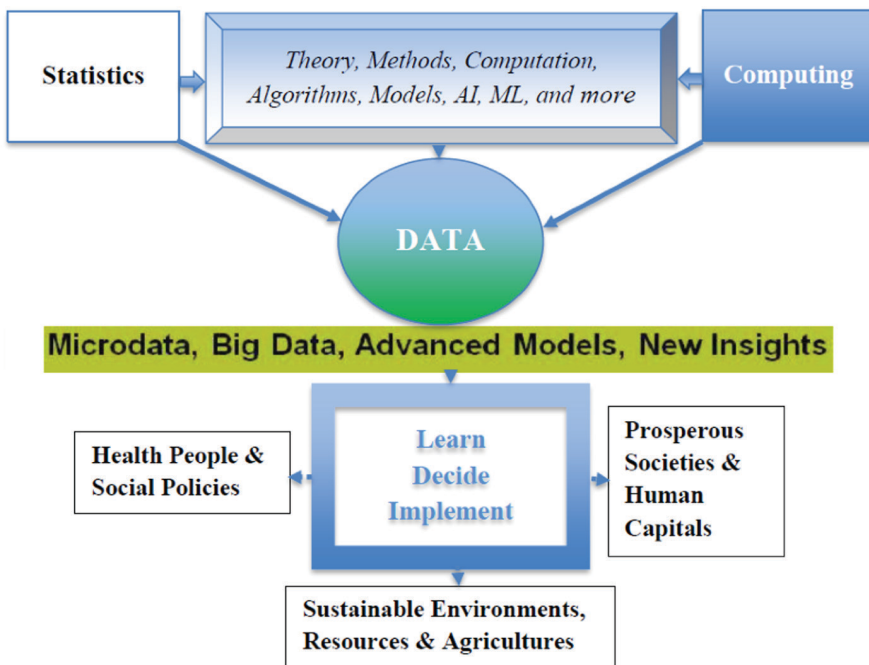 Statistics
Theory, Methods, Computation,
Algorithms, Models, AI, ML, and more
Computing
DATA
Microdata, Big Data, Advanced Models, New Insights
Health People &
Social Policies
Learn
Decide
Implement
Prosperous
Societies &
Human
Capitals
Sustainable Environments,
Resources & Agricultures